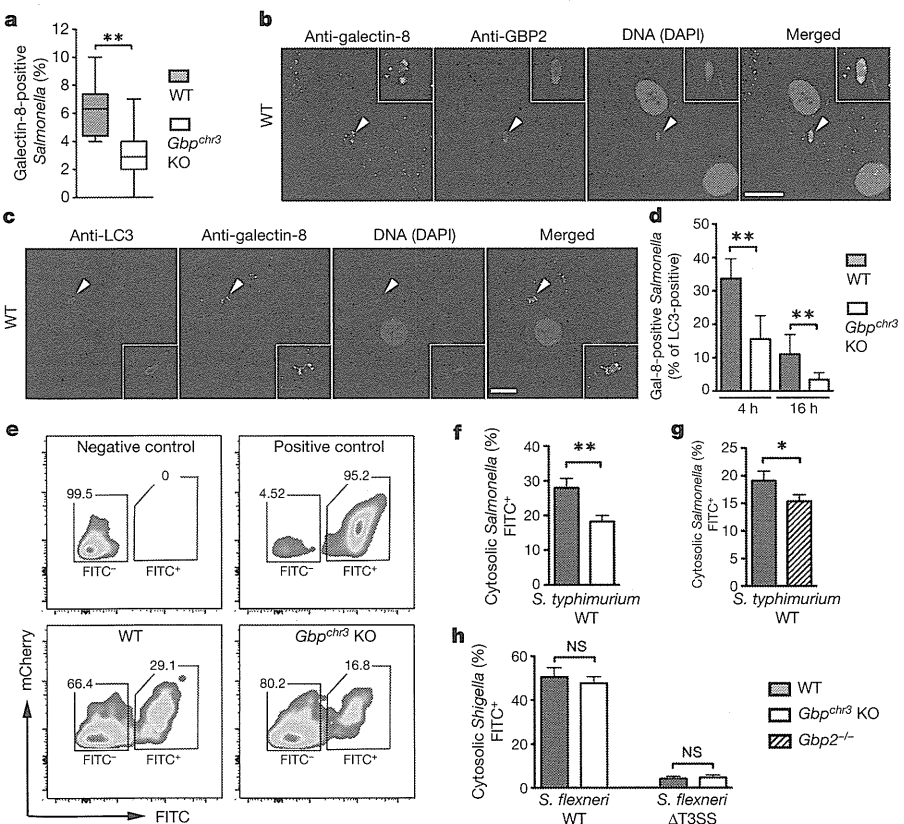 a
12
10
8
6
4
2
0
Galectin-8-positive
Salmonella (%)
**
WT
Gbpchr3
KO
b
Anti-galectin-8
Anti-GBP2
DNA (DAPI)
Merged
WT
c
Anti-LC3
Anti-galectin-8
DNA (DAPI)
Merged
WT
d
50
40
30
20
10
0
Gal-8-positive Salmonella
(% of LC3-positive)
**
**
4 h
16 h
WT
Gbpchr3
KO
e
Negative control
99.5
0
FITC−
FITC+
Positive control
4.52
95.2
FITC−
FITC+
WT
66.4
29.1
FITC−
FITC+
Gbpchr3 KO
80.2
16.8
FITC−
FITC+
mCherry
FITC
f
40
30
20
10
0
Cytosolic Salmonella (%)
FITC+
**
S. typhimurium
WT
g
25
20
15
10
5
0
Cytosolic Salmonella (%)
FITC+
*
S. typhimurium
WT
h
60
40
20
0
Cytosolic Shigella (%)
FITC+
NS
NS
S. flexneri
WT
S. flexneri
ΔT3SS
WT
Gbpchr3 KO
Gbp2−/−